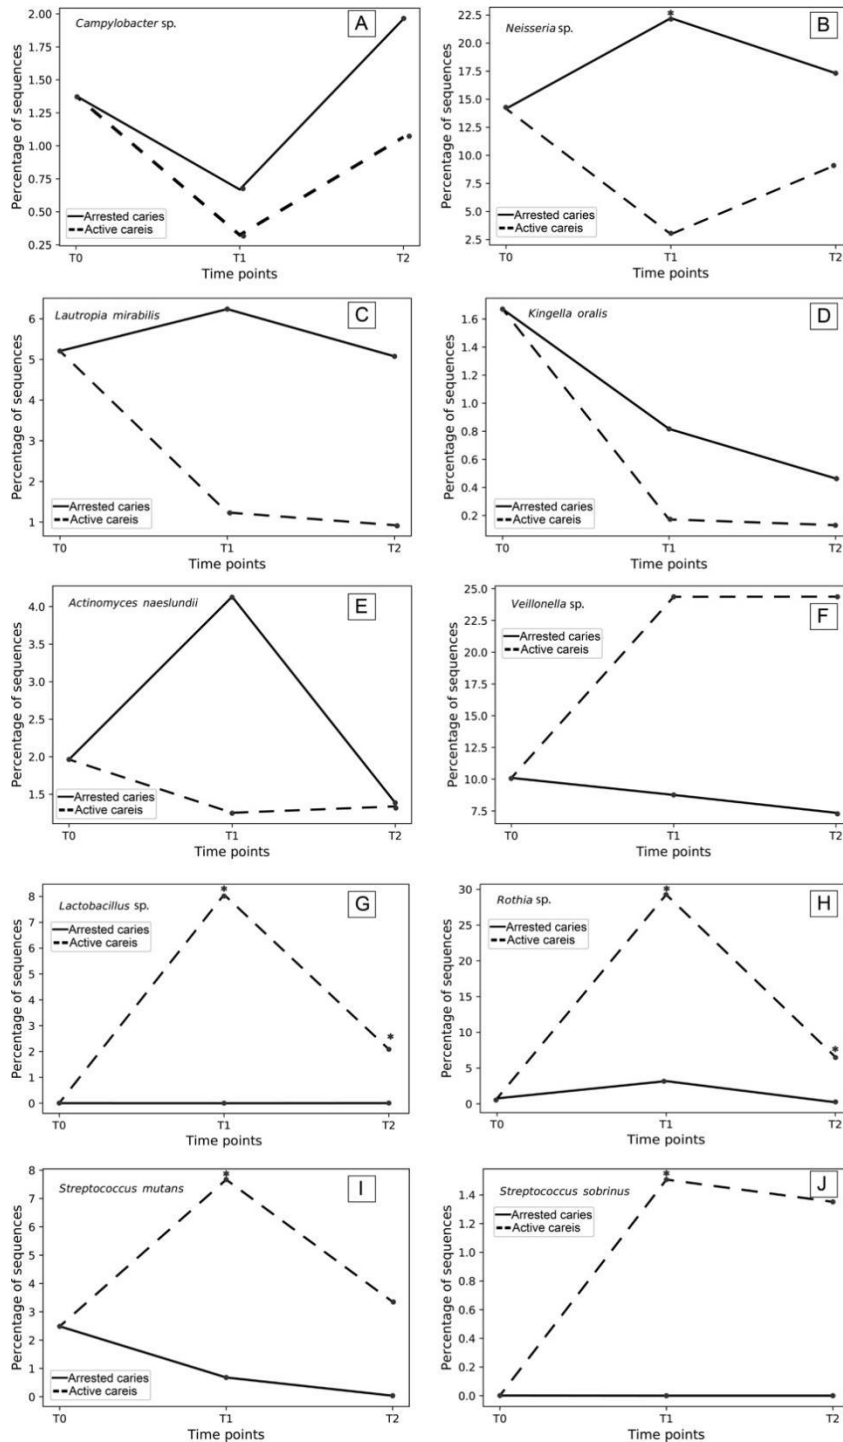 Campylobacter sp.
A
Percentage of sequences
2.00
1.75
1.50
1.25
1.00
0.75
0.50
0.25
Arrested caries
Active careis
T0 T1 T2
Time points
Neisseria sp.
B
Percentage of sequences
22.5
20.0
17.5
15.0
12.5
10.0
7.5
5.0
2.5
*
Arrested caries
Active careis
T0 T1 T2
Time points
Lautropia mirabilis
C
Percentage of sequences
6
5
4
3
2
1
Arrested caries
Active careis
T0 T1 T2
Time points
Kingella oralis
D
Percentage of sequences
1.6
1.4
1.2
1.0
0.8
0.6
0.4
0.2
Arrested caries
Active careis
T0 T1 T2
Time points
Actinomyces naeslundii
E
Percentage of sequences
4.0
3.5
3.0
2.5
2.0
1.5
Arrested caries
Active careis
T0 T1 T2
Time points
Veillonella sp.
F
Percentage of sequences
25.0
22.5
20.0
17.5
15.0
12.5
10.0
7.5
Arrested caries
Active careis
T0 T1 T2
Time points
Lactobacillus sp.
G
Percentage of sequences
8
7
6
5
4
3
2
1
0
*
*
Arrested caries
Active careis
T0 T1 T2
Time points
Rothia sp.
H
Percentage of sequences
30
25
20
15
10
5
0
*
*
Arrested caries
Active careis
T0 T1 T2
Time points
Streptococcus mutans
I
Percentage of sequences
8
7
6
5
4
3
2
1
0
*
Arrested caries
Active careis
T0 T1 T2
Time points
Streptococcus sobrinus
J
Percentage of sequences
1.4
1.2
1.0
0.8
0.6
0.4
0.2
0.0
*
Arrested caries
Active careis
T0 T1 T2
Time points